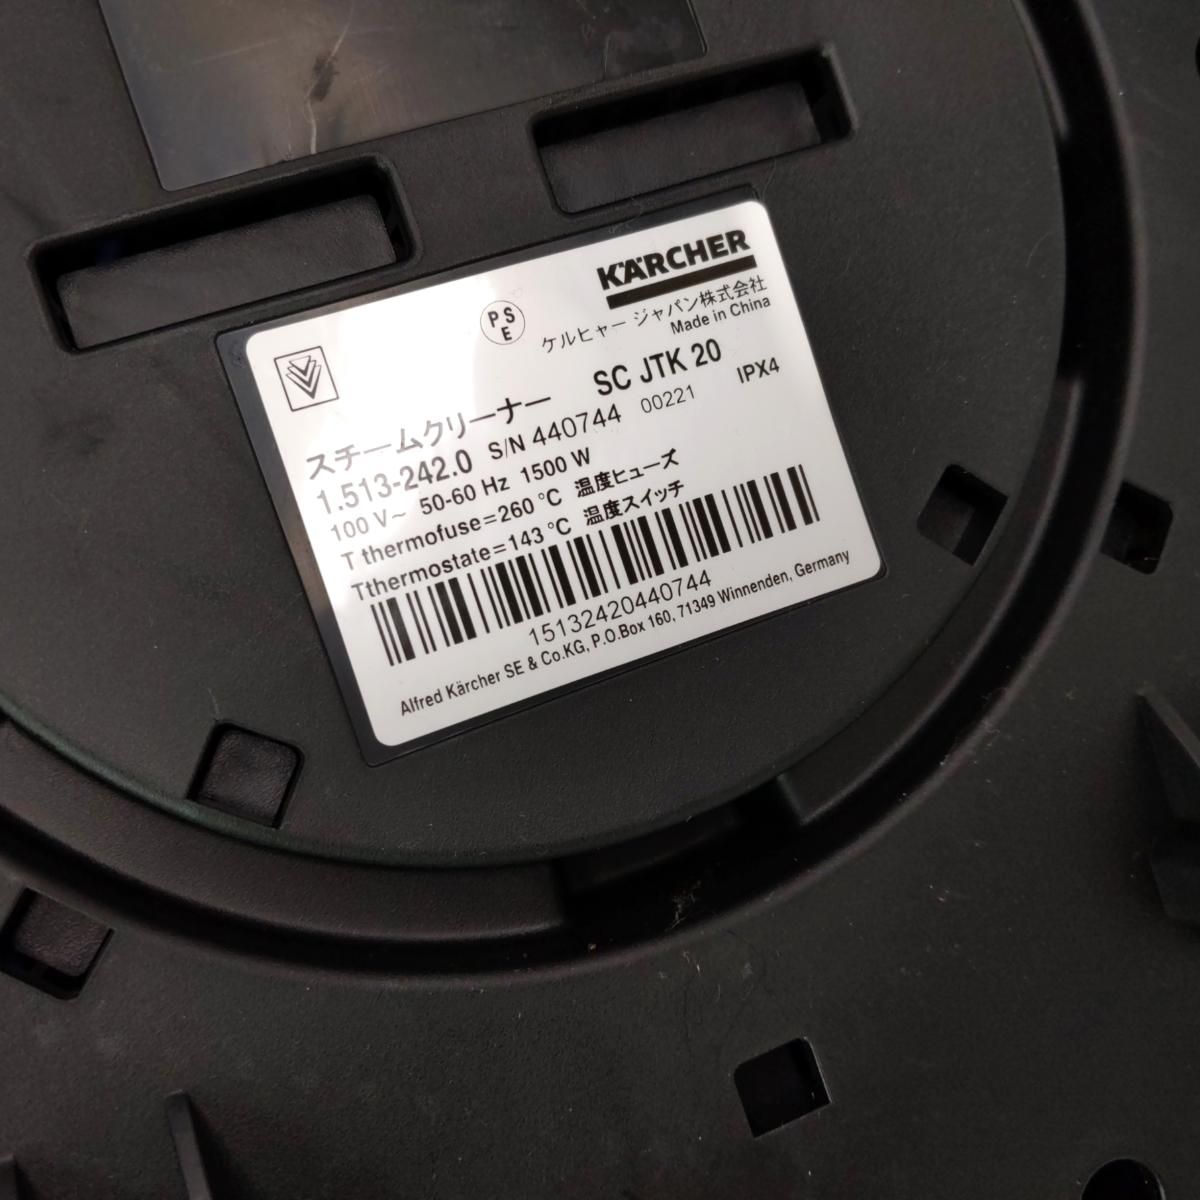 KÄRCHER
PSE
ケルヒャー ジャパン株式会社
Made in China
スチームクリーナー SC JTK 20
1.513-242.0 S/N 440744 00221 IPX4
100 V~ 50-60 Hz 1500 W
T thermofuse=260 °C 温度ヒューズ
Tthermostate=143 °C 温度スイッチ
15132420440744
Alfred Kärcher SE & Co.KG, P.O.Box 160, 71349 Winnenden, Germany